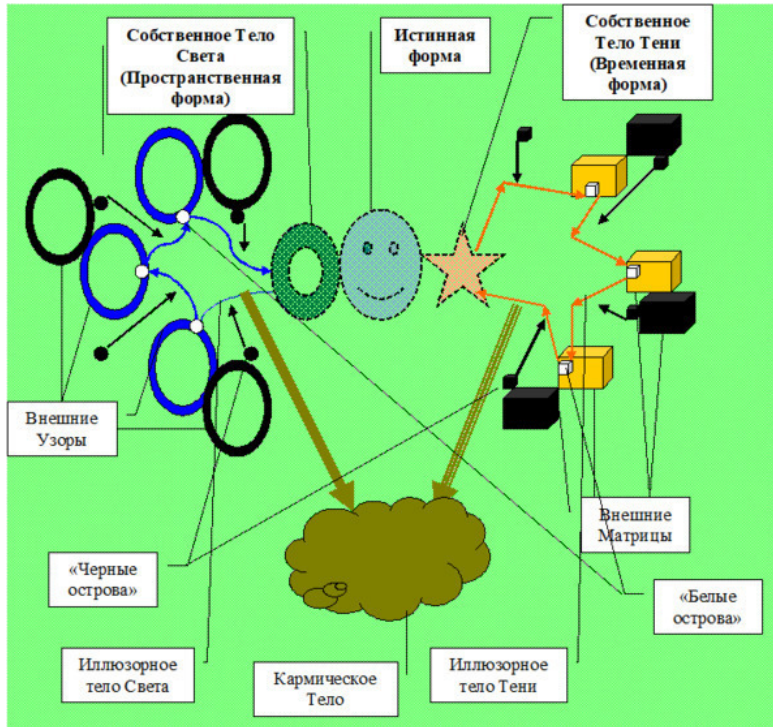 Собственное Тело
Света
(Пространственная
форма)
Истинная
форма
Собственное
Тело Тени
(Временная
форма)
Внешние
Узоры
Внешние
Матрицы
«Черные
острова»
«Белые
острова»
Иллюзорное
тело Света
Кармическое
Тело
Иллюзорное
тело Тени